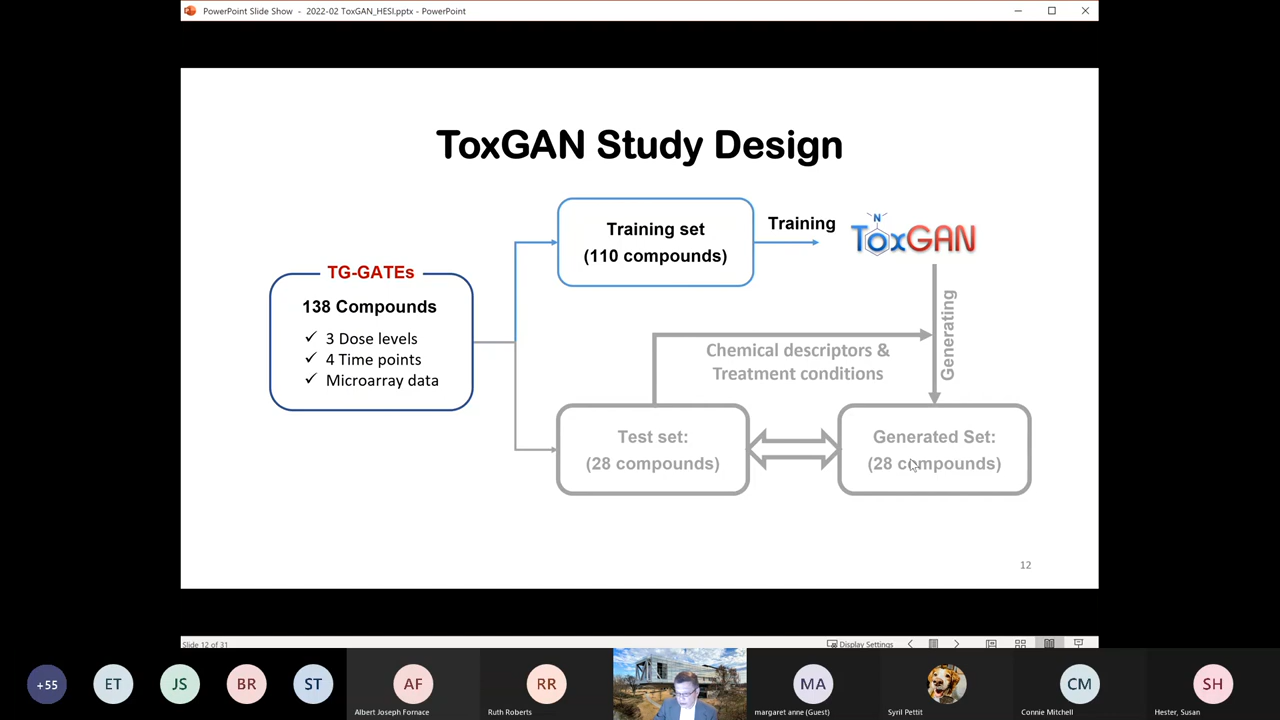 PowerPoint Slide Show - 2022-02 ToxGAN_HESI.pptx - PowerPoint
ToxGAN Study Design
TG-GATEs
138 Compounds
✓ 3 Dose levels
✓ 4 Time points
✓ Microarray data
Training set
(110 compounds)
Training
N
ToxGAN
Generating
Chemical descriptors &
Treatment conditions
Test set:
(28 compounds)
Generated Set:
(28 compounds)
12
Slide 12 of 31
Display Settings
+55
ET
JS
BR
ST
AF
Albert Joseph Fornace
RR
Ruth Roberts
MA
margaret anne (Guest)
Syril Pettit
CM
Connie Mitchell
SH
Hester, Susan